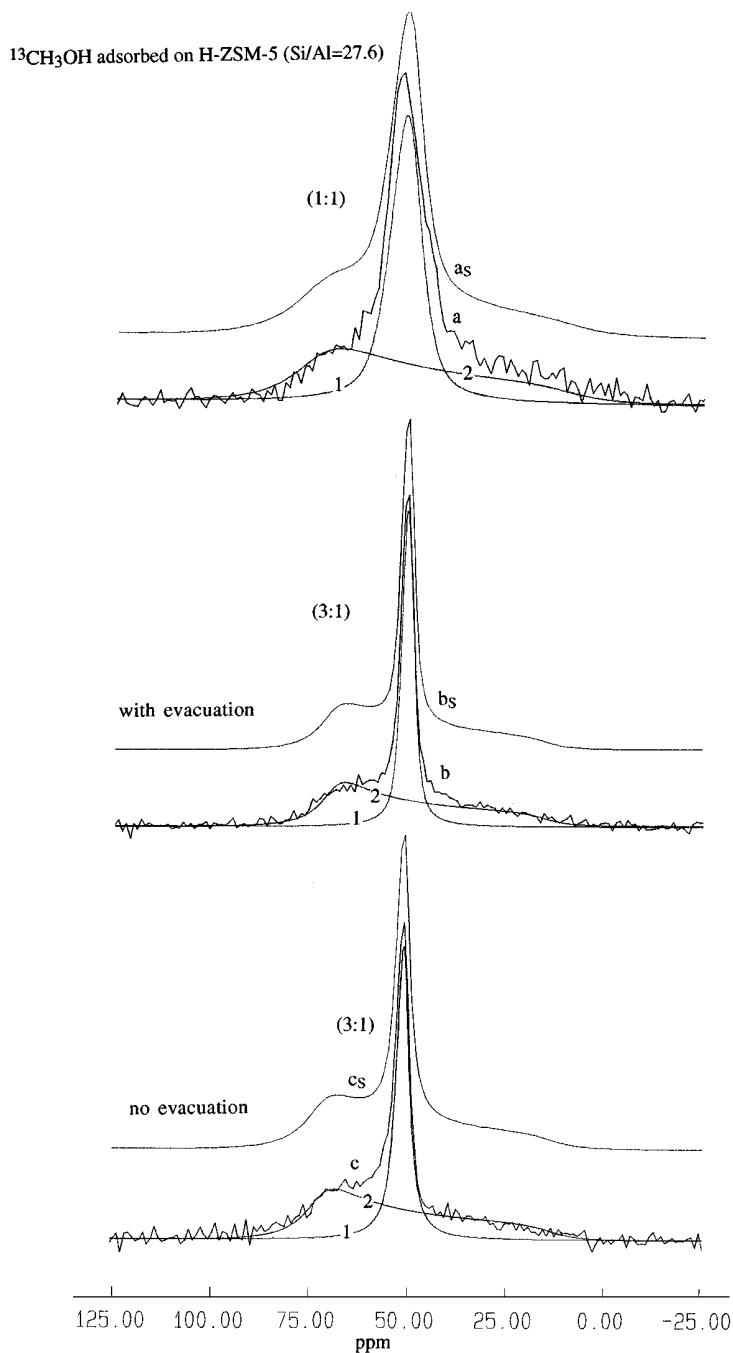 ¹³CH₃OH adsorbed on H-ZSM-5 (Si/Al=27.6)
(1:1)
as
a
1
2
(3:1)
with evacuation
bs
b
2
1
(3:1)
cs
no evacuation
c
2
1
125.00 100.00 75.00 50.00 25.00 0.00 -25.00
ppm